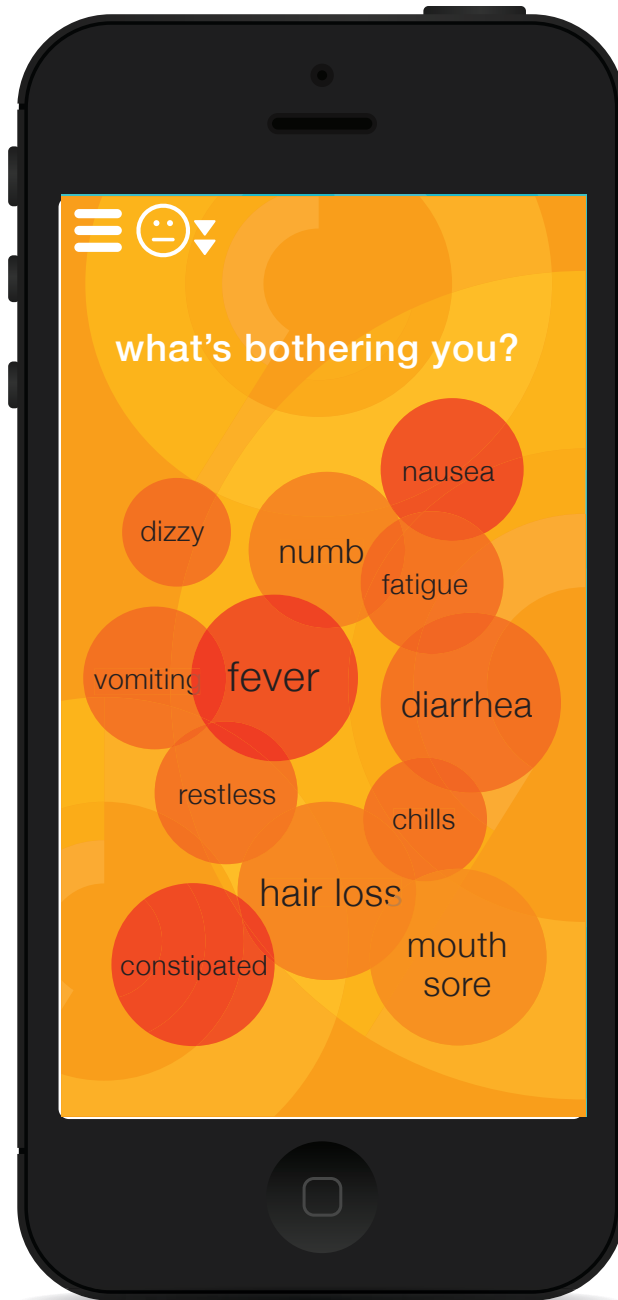 what's bothering you?
nausea
dizzy
numb
fatigue
vomiting
fever
diarrhea
restless
chills
hair loss
mouth
sore
constipated